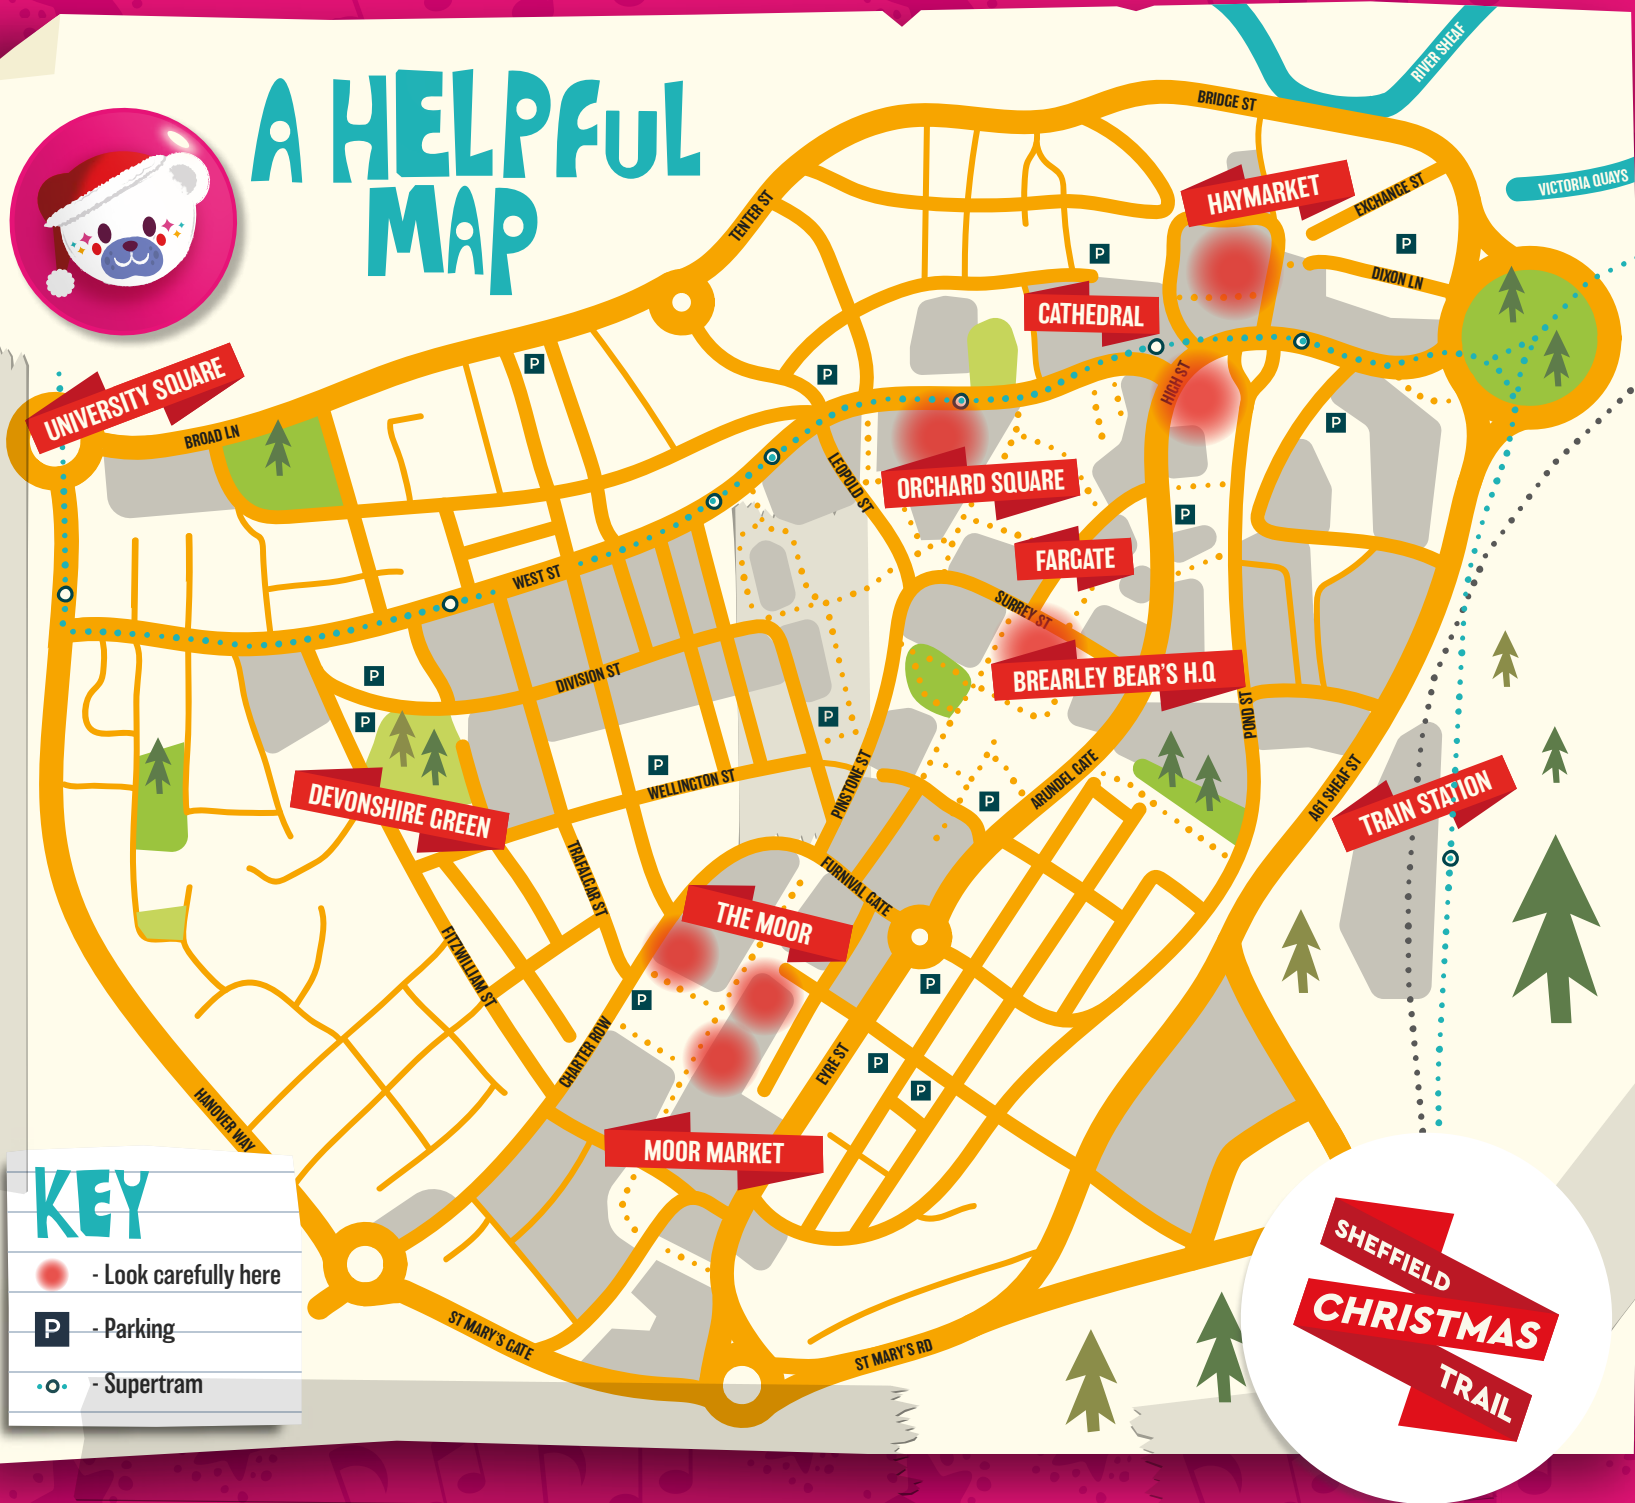 A HELPFUL
MAP
RIVER SHEAF
BRIDGE ST
VICTORIA QUAYS
HAYMARKET
EXCHANGE ST
TENTER ST
P
P
DIXON LN
CATHEDRAL
UNIVERSITY SQUARE
P
P
HIGH ST
BROAD LN
P
LEOPOLD ST
ORCHARD SQUARE
P
FARGATE
WEST ST
SURREY ST
P
DIVISION ST
BREARLEY BEAR'S H.Q
P
P
POND ST
P
WELLINGTON ST
PINSTONE ST
P
ARUNDEL GATE
A61 SHEAF ST
TRAIN STATION
DEVONSHIRE GREEN
TRAFALGAR ST
FURNIVAL GATE
THE MOOR
FITZWILLIAM ST
P
P
CHARTER ROW
EYRE ST
P
P
HANOVER WAY
MOOR MARKET
KEY
- Look carefully here
P - Parking
- Supertram
ST MARY'S GATE
ST MARY'S RD
SHEFFIELD
CHRISTMAS
TRAIL